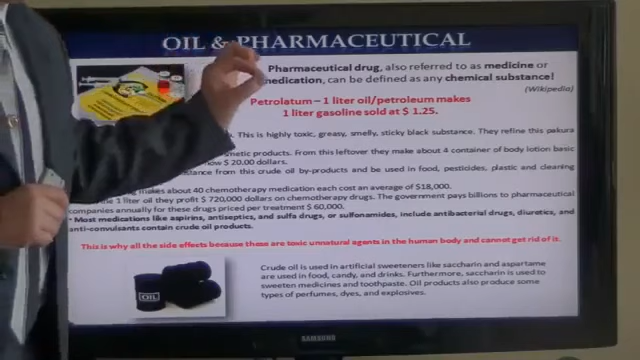 OIL & PHARMACEUTICAL
Pharmaceutical drug, also referred to as medicine or
medication, can be defined as any chemical substance!
(Wikipedia)
Petrolatum – 1 liter oil/petroleum makes
1 liter gasoline sold at $ 1.25.
This is highly toxic, greasy, smelly, sticky black substance. They refine this pakura
cosmetic products. From this leftover they make about 4 container of body lotion basic
now $ 20.00 dollars.
from this crude oil by-products and be used in food, pesticides, plastic and cleaning
makes about 40 chemotherapy medication each cost an average of $18,000.
the 1 liter oil they profit $ 720,000 dollars on chemotherapy drugs. The government pays billions to pharmaceutical
companies annually for these drugs priced per treatment $ 60,000.
* Most medications like aspirins, antiseptics, and sulfa drugs, or sulfonamides, include antibacterial drugs, diuretics, and
anti-convulsants contain crude oil products.
This is why all the side effects because these are toxic unnatural agents in the human body and cannot get rid of it.
Crude oil is used in artificial sweeteners like saccharin and aspartame
are used in food, candy, and drinks. Furthermore, saccharin is used to
sweeten medicines and toothpaste. Oil products also produce some
types of perfumes, dyes, and explosives.
OIL
SAMSUNG